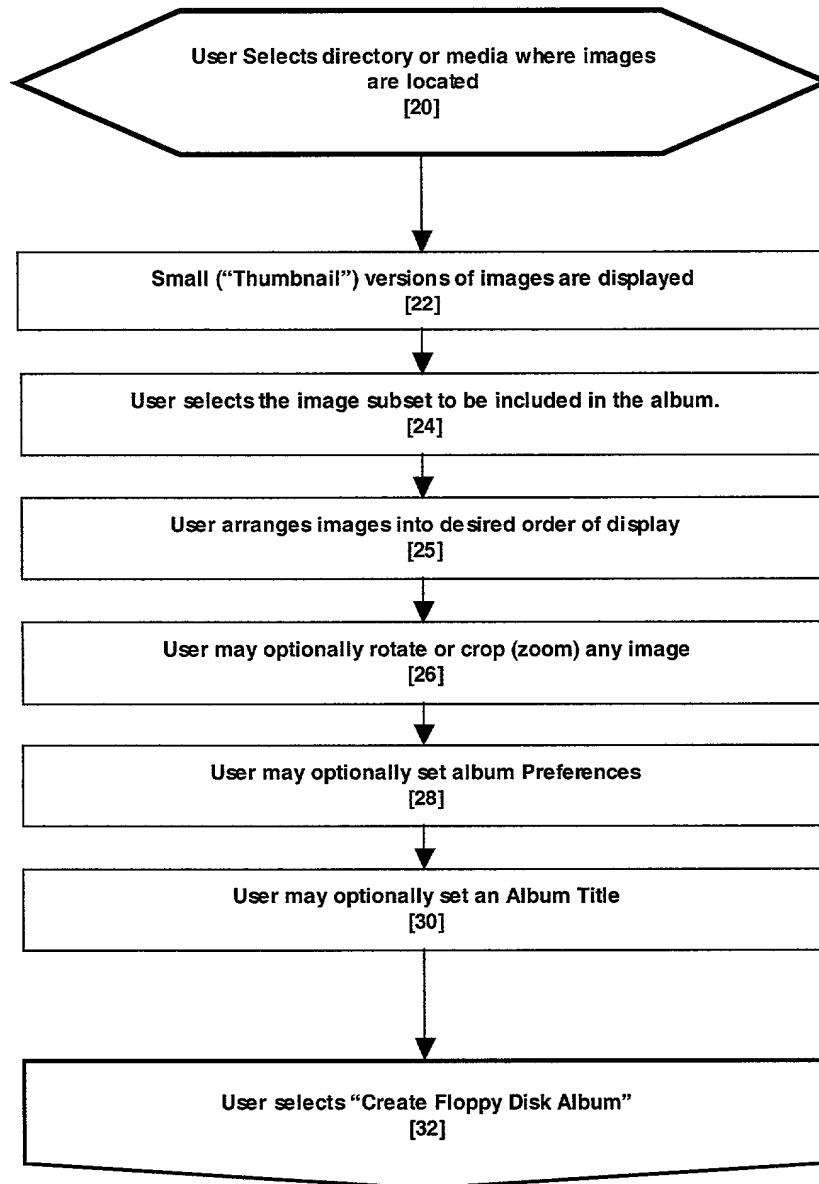 User Selects directory or media where images
are located
[20]
Small (“Thumbnail”) versions of images are displayed
[22]
User selects the image subset to be included in the album.
[24]
User arranges images into desired order of display
[25]
User may optionally rotate or crop (zoom) any image
[26]
User may optionally set album Preferences
[28]
User may optionally set an Album Title
[30]
User selects “Create Floppy Disk Album”
[32]